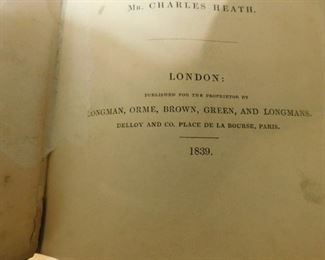 Mr. CHARLES HEATH.
LONDON:
PUBLISHED FOR THE PROPRIETOR BY
LONGMAN, ORME, BROWN, GREEN, AND LONGMANS.
DELLOY AND CO. PLACE DE LA BOURSE, PARIS.
1839.